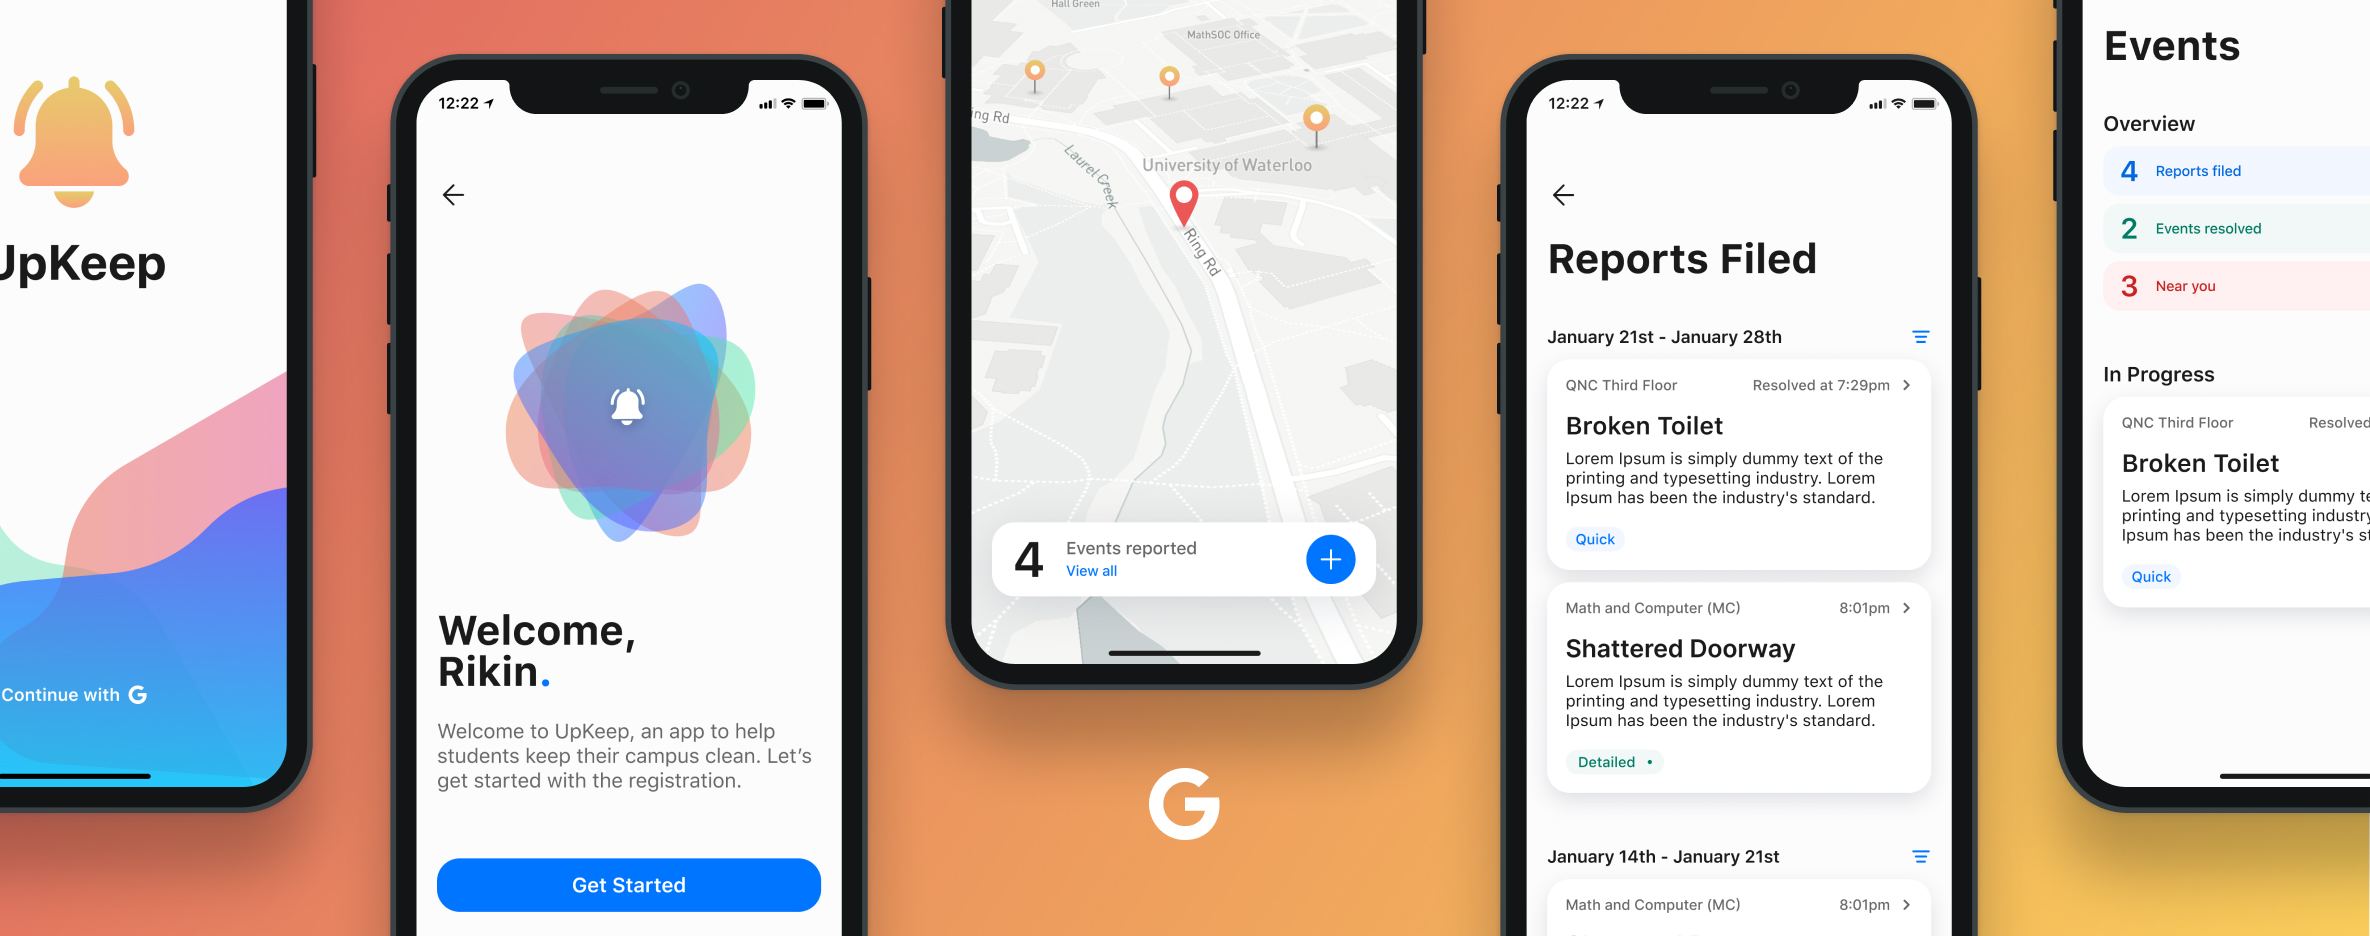 UpKeep
Continue with G
12:22
Welcome,
Rikin.
Welcome to UpKeep, an app to help
students keep their campus clean. Let’s
get started with the registration.
Get Started
Hall Green
MathSOC Office
ing Rd
Laurel Creek
University of Waterloo
Ring Rd
4
Events reported
View all
G
12:22
Reports Filed
January 21st - January 28th
QNC Third Floor
Resolved at 7:29pm
Broken Toilet
Lorem Ipsum is simply dummy text of the
printing and typesetting industry. Lorem
Ipsum has been the industry's standard.
Quick
Math and Computer (MC)
8:01pm
Shattered Doorway
Lorem Ipsum is simply dummy text of the
printing and typesetting industry. Lorem
Ipsum has been the industry's standard.
Detailed •
January 14th - January 21st
Math and Computer (MC)
8:01pm
Events
Overview
4 Reports filed
2 Events resolved
3 Near you
In Progress
QNC Third Floor
Resolved
Broken Toilet
Lorem Ipsum is simply dummy te
printing and typesetting industry
Ipsum has been the industry's st
Quick